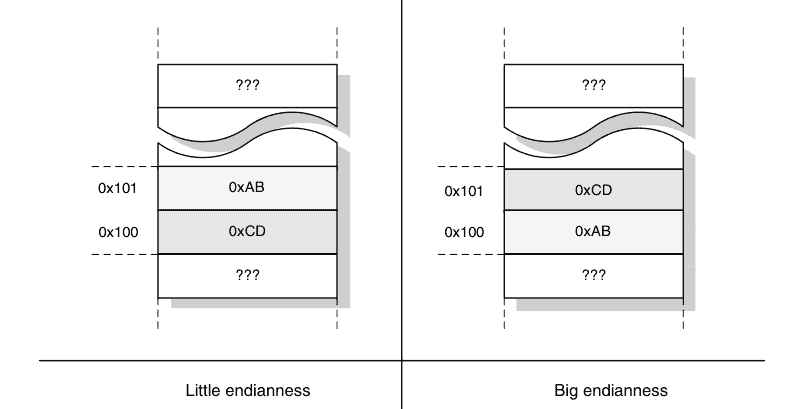 ???
0x101 0xAB
0x100 0xCD
???
Little endianness
???
0x101 0xCD
0x100 0xAB
???
Big endianness